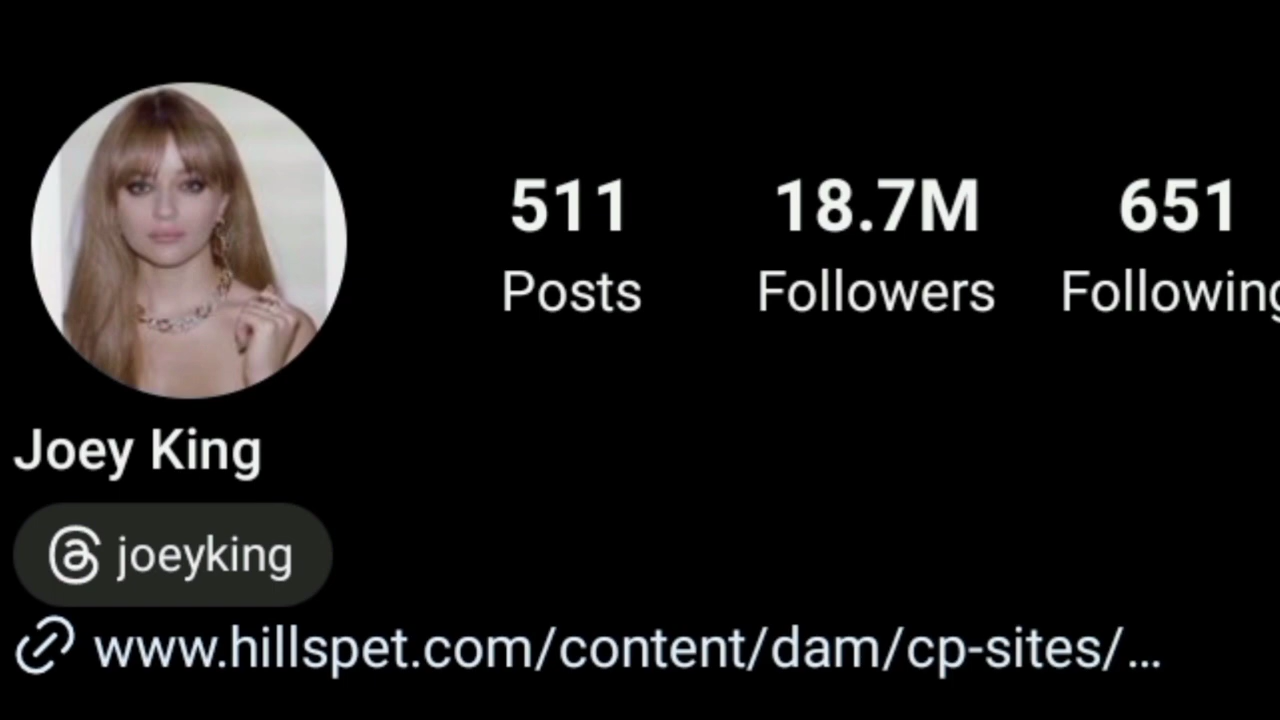 511 18.7M 651
Posts Followers Following
Joey King
joeyking
www.hillspet.com/content/dam/cp-sites/...